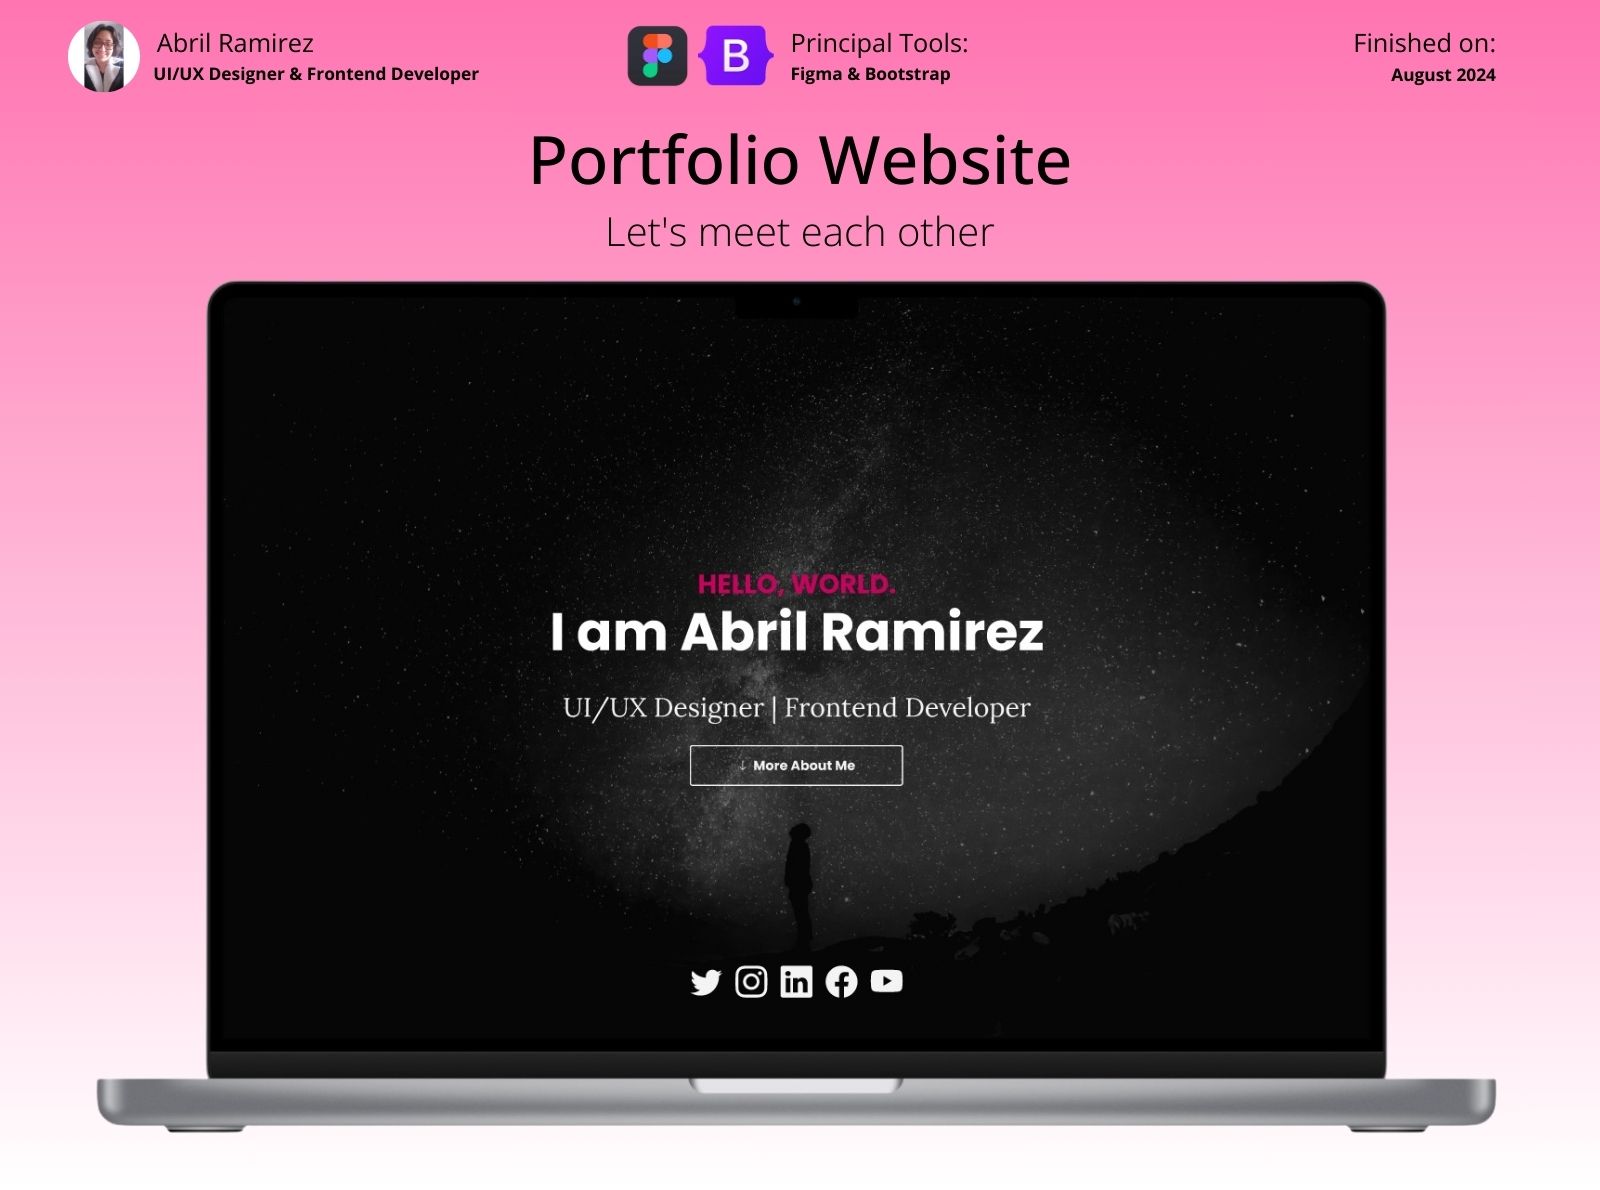 Abril Ramirez
UI/UX Designer & Frontend Developer
B
Principal Tools:
Figma & Bootstrap
Finished on:
August 2024
Portfolio Website
Let's meet each other
HELLO, WORLD.
I am Abril Ramirez
UI/UX Designer | Frontend Developer
↓ More About Me
in